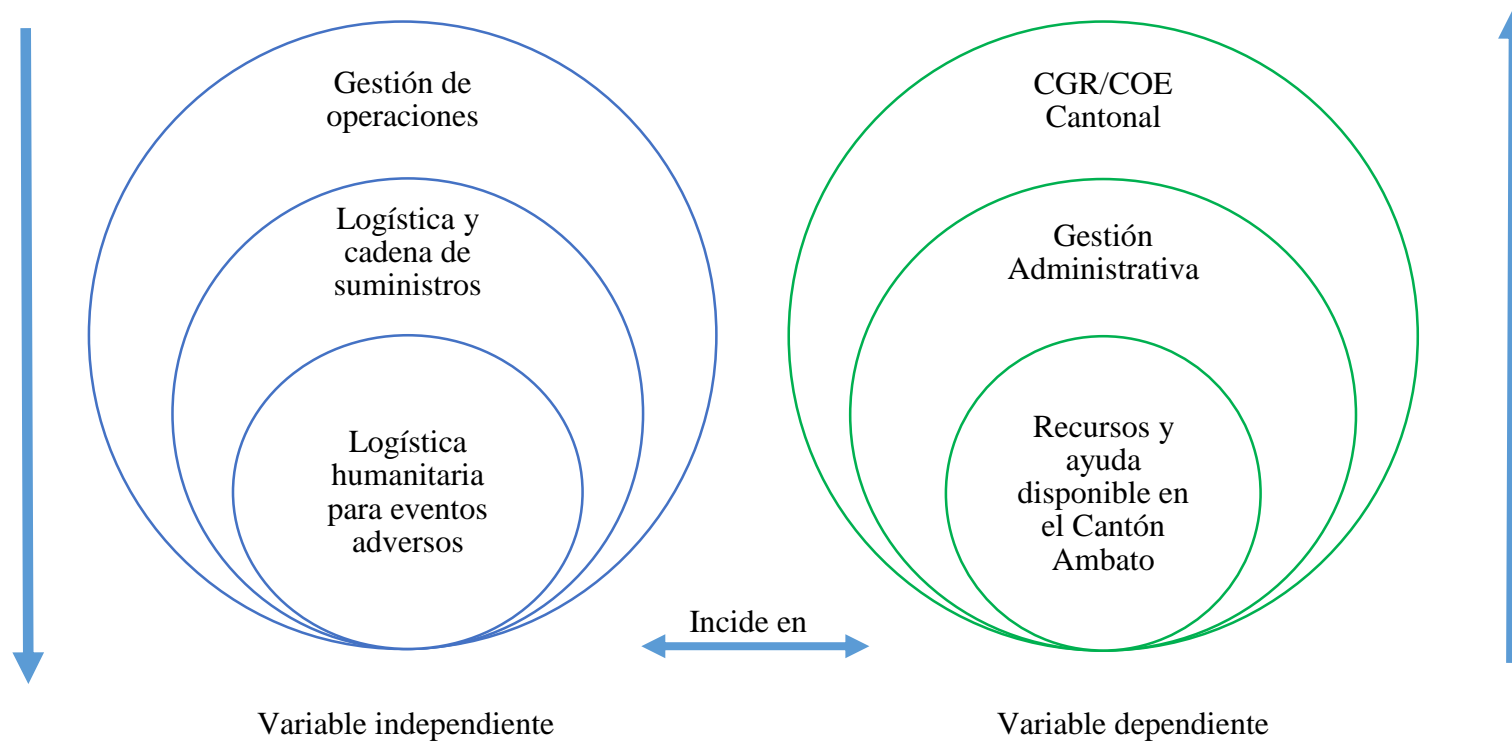 Gestión de
operaciones
Logística y
cadena de
suministros
Logística
humanitaria
para eventos
adversos
CGR/COE
Cantonal
Gestión
Administrativa
Recursos y
ayuda
disponible en
el Cantón
Ambato
Incide en
Variable independiente
Variable dependiente